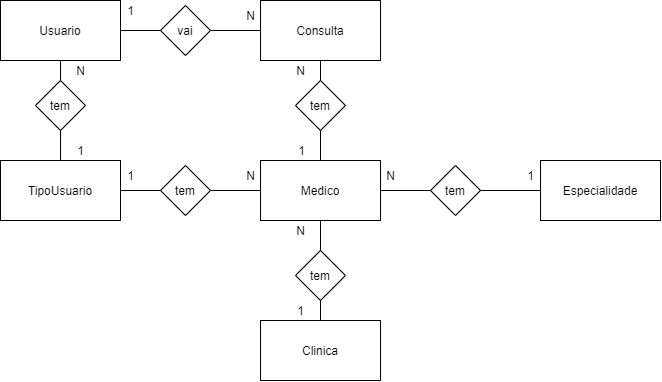 1
N
Usuario
vai
Consulta
N
N
tem
tem
1
1
1
N
N
1
TipoUsuario
tem
Medico
tem
Especialidade
N
tem
1
Clinica